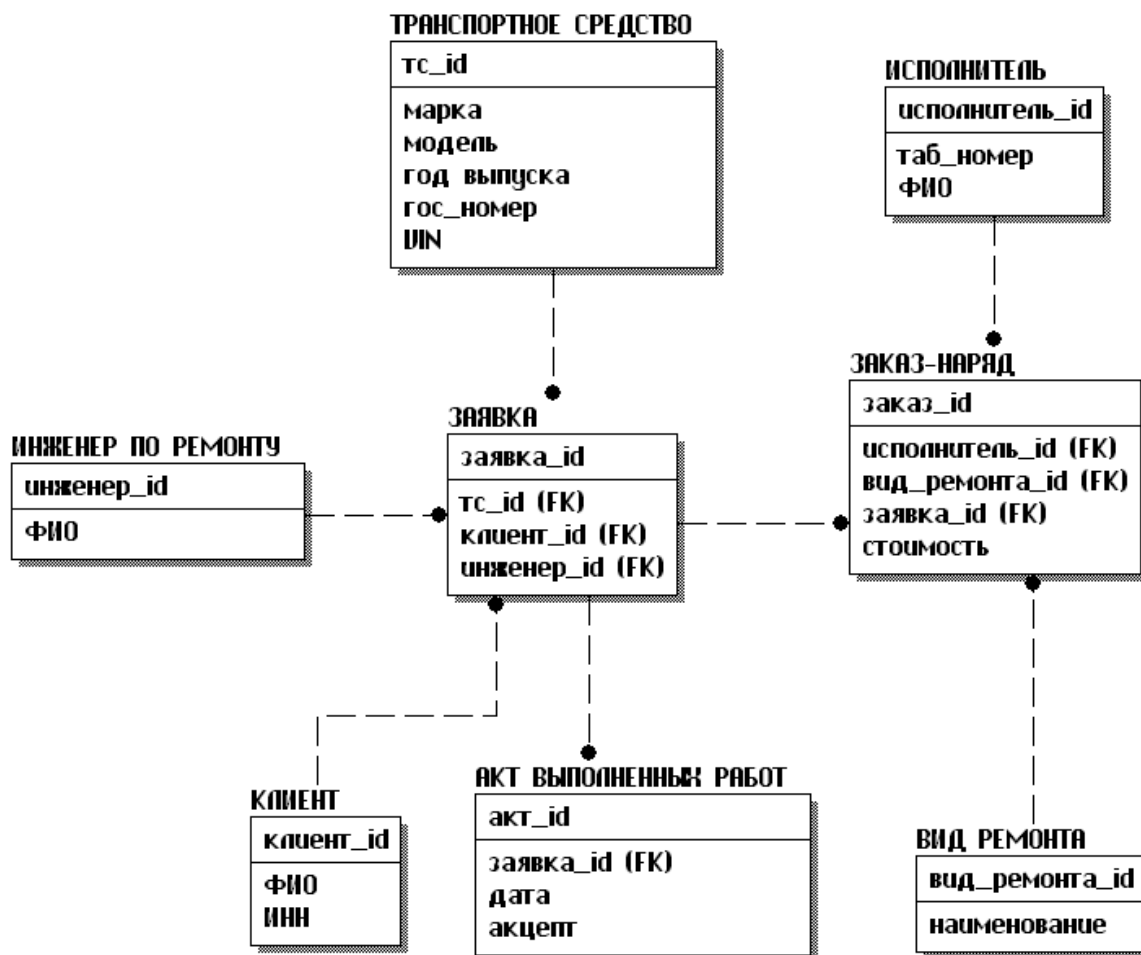 ТРАНСПОРТНОЕ СРЕДСТВО
тс_id
марка
модель
год выпуска
гос_номер
VIN
ИСПОЛНИТЕЛЬ
исполнитель_id
таб_номер
ФИО
ЗАКАЗ-НАРЯД
заказ_id
исполнитель_id (FK)
вид_ремонта_id (FK)
заявка_id (FK)
стоимость
ЗАЯВКА
заявка_id
тс_id (FK)
клиент_id (FK)
инженер_id (FK)
ИНЖЕНЕР ПО РЕМОНТУ
инженер_id
ФИО
КЛИЕНТ
клиент_id
ФИО
ИНН
АКТ ВЫПОЛНЕННЫХ РАБОТ
акт_id
заявка_id (FK)
дата
акцепт
ВИД РЕМОНТА
вид_ремонта_id
наименование